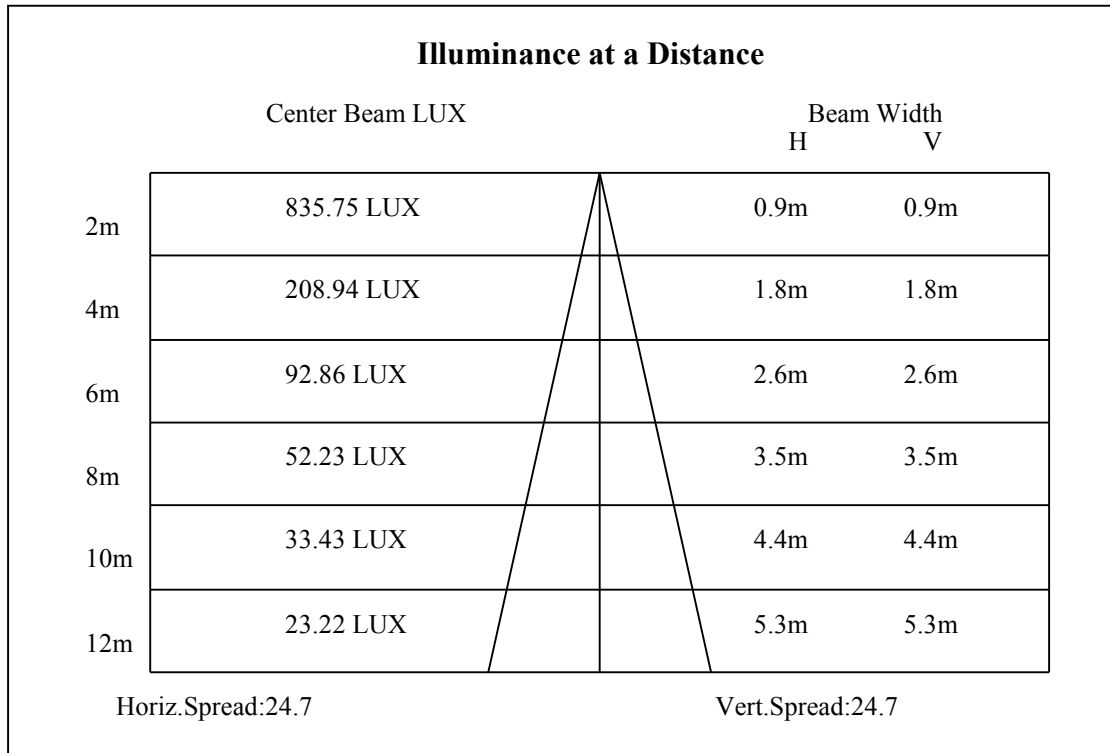 Illuminance at a Distance
Center Beam LUX Beam Width
H V
2m 835.75 LUX 0.9m 0.9m
4m 208.94 LUX 1.8m 1.8m
6m 92.86 LUX 2.6m 2.6m
8m 52.23 LUX 3.5m 3.5m
10m 33.43 LUX 4.4m 4.4m
12m 23.22 LUX 5.3m 5.3m
Horiz.Spread:24.7 Vert.Spread:24.7